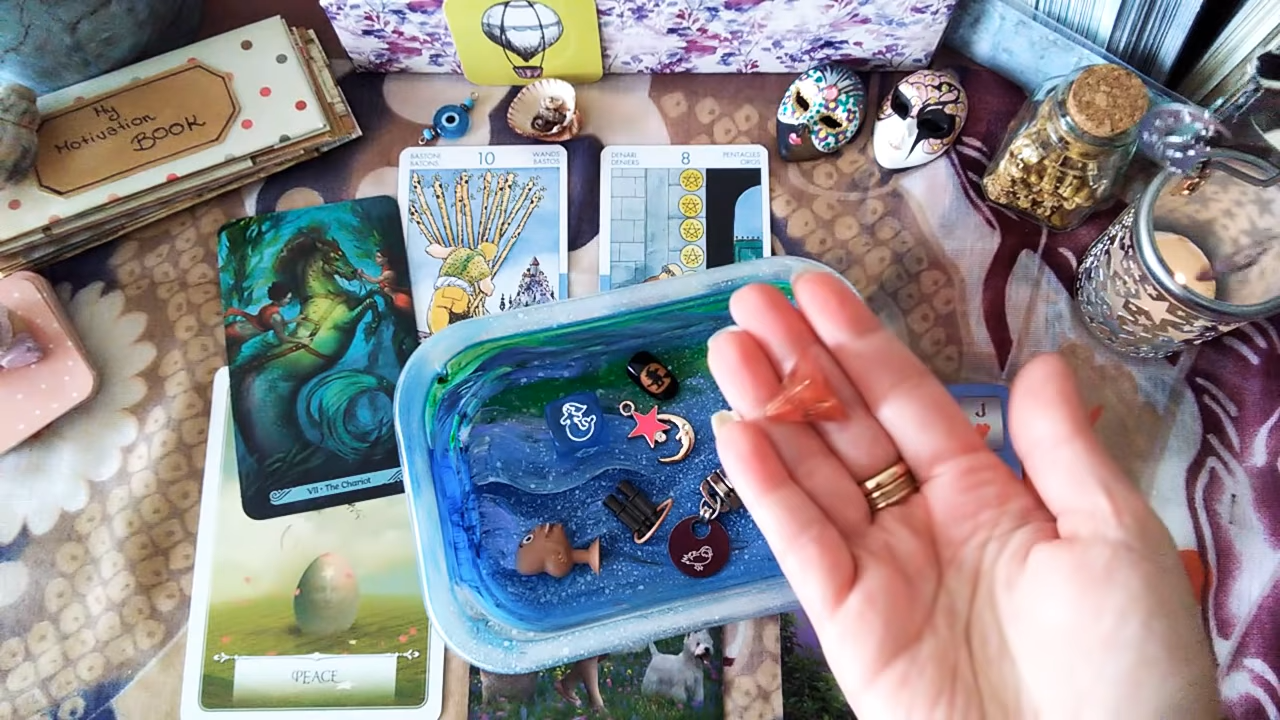 My
Motivation
BOOK
BASTONI
BATONS
10
WANDS
BASTOS
DENARI
DENIERS
8
PENTACLES
OROS
VII • The Chariot
PEACE
J